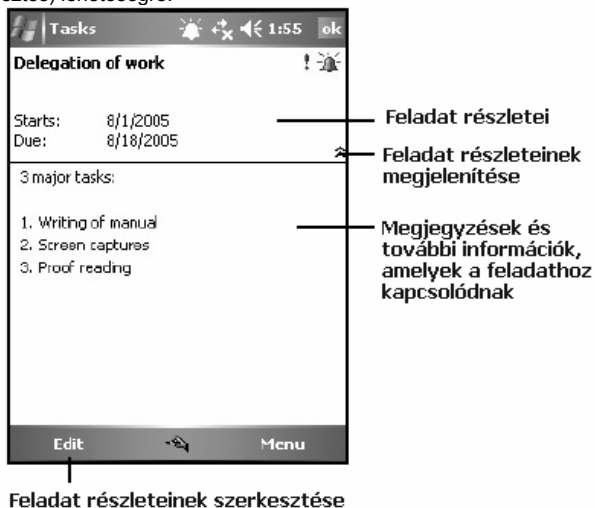 Tasks 1:55 ok
Delegation of work !
Starts: 8/1/2005
Due: 8/18/2005
Feladat részletei
Feladat részleteinek
megjelenítése
3 major tasks:
1. Writing of manual
2. Screen captures
3. Proof reading
Megjegyzések és
további információk,
amelyek a feladathoz
kapcsolódnak
Edit Menu
Feladat részleteinek szerkesztése